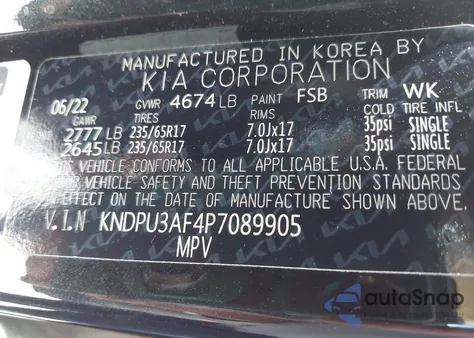 MANUFACTURED IN KOREA BY
KIA CORPORATION
06/22 GVWR 4674 LB PAINT FSB TRIM WK
GAWR TIRES RIMS COLD TIRE INFL
2777 LB 235/65R17 7.0Jx17 35psi SINGLE
2645 LB 235/65R17 7.0Jx17 35psi SINGLE
VEHICLE CONFORMS TO ALL APPLICABLE U.S.A. FEDERAL
VEHICLE SAFETY AND THEFT PREVENTION STANDARDS
EFFECT ON THE DATE OF MANUFACTURE SHOWN ABOVE.
V.I.N KNDPU3AF4P7089905
MPV
autoSnap